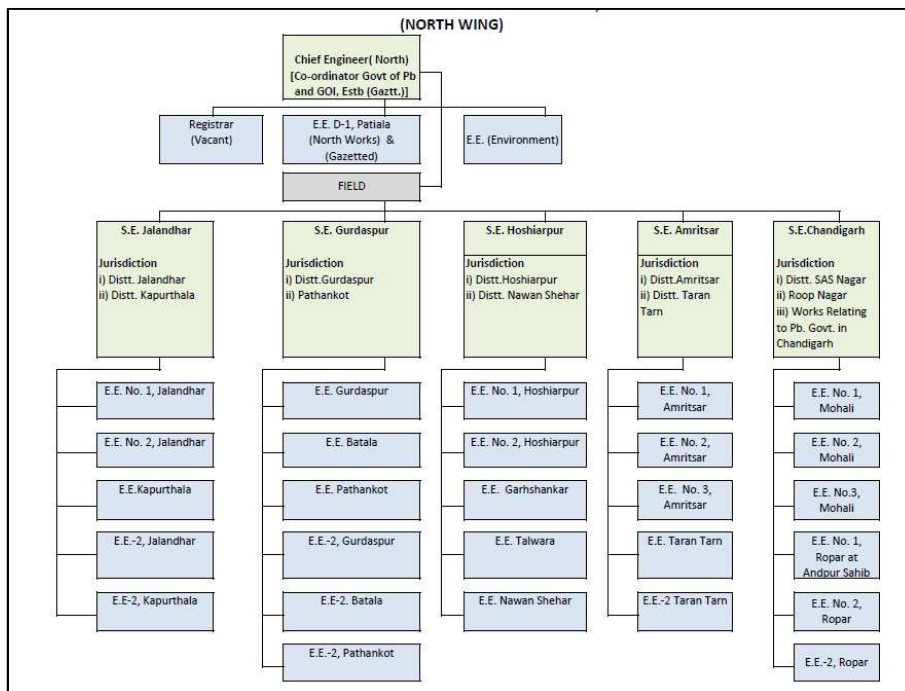 (NORTH WING)
Chief Engineer( North)
[Co-ordinator Govt of Pb
and GOI, Estb (Gaztt.)]
Registrar
(Vacant)
E.E. D-1, Patiala
(North Works) &
(Gazetted)
E.E. (Environment)
FIELD
S.E. Jalandhar
Jurisdiction
i) Distt. Jalandhar
ii) Distt. Kapurthala
S.E. Gurdaspur
Jurisdiction
i) Distt.Gurdaspur
ii) Pathankot
S.E. Hoshiarpur
Jurisdiction
i) Distt.Hoshiarpur
ii) Distt. Nawan Shehar
S.E. Amritsar
Jurisdiction
i) Distt.Amritsar
ii) Distt. Taran
Tarn
S.E.Chandigarh
Jurisdiction
i) Distt. SAS Nagar
ii) Roop Nagar
iii) Works Relating
to Pb. Govt. in
Chandigarh
E.E. No. 1, Jalandhar
E.E. No. 2, Jalandhar
E.E.Kapurthala
E.E.-2, Jalandhar
E.E-2, Kapurthala
E.E. Gurdaspur
E.E. Batala
E.E. Pathankot
E.E.-2, Gurdaspur
E.E-2. Batala
E.E.-2, Pathankot
E.E. No. 1, Hoshiarpur
E.E. No. 2, Hoshiarpur
E.E. Garhshankar
E.E. Talwara
E.E. Nawan Shehar
E.E. No. 1,
Amritsar
E.E. No. 2,
Amritsar
E.E. No. 3,
Amritsar
E.E. Taran Tarn
E.E.-2 Taran Tarn
E.E. No. 1,
Mohali
E.E. No. 2,
Mohali
E.E. No.3,
Mohali
E.E. No. 1,
Ropar at
Andpur Sahib
E.E. No. 2,
Ropar
E.E.-2, Ropar